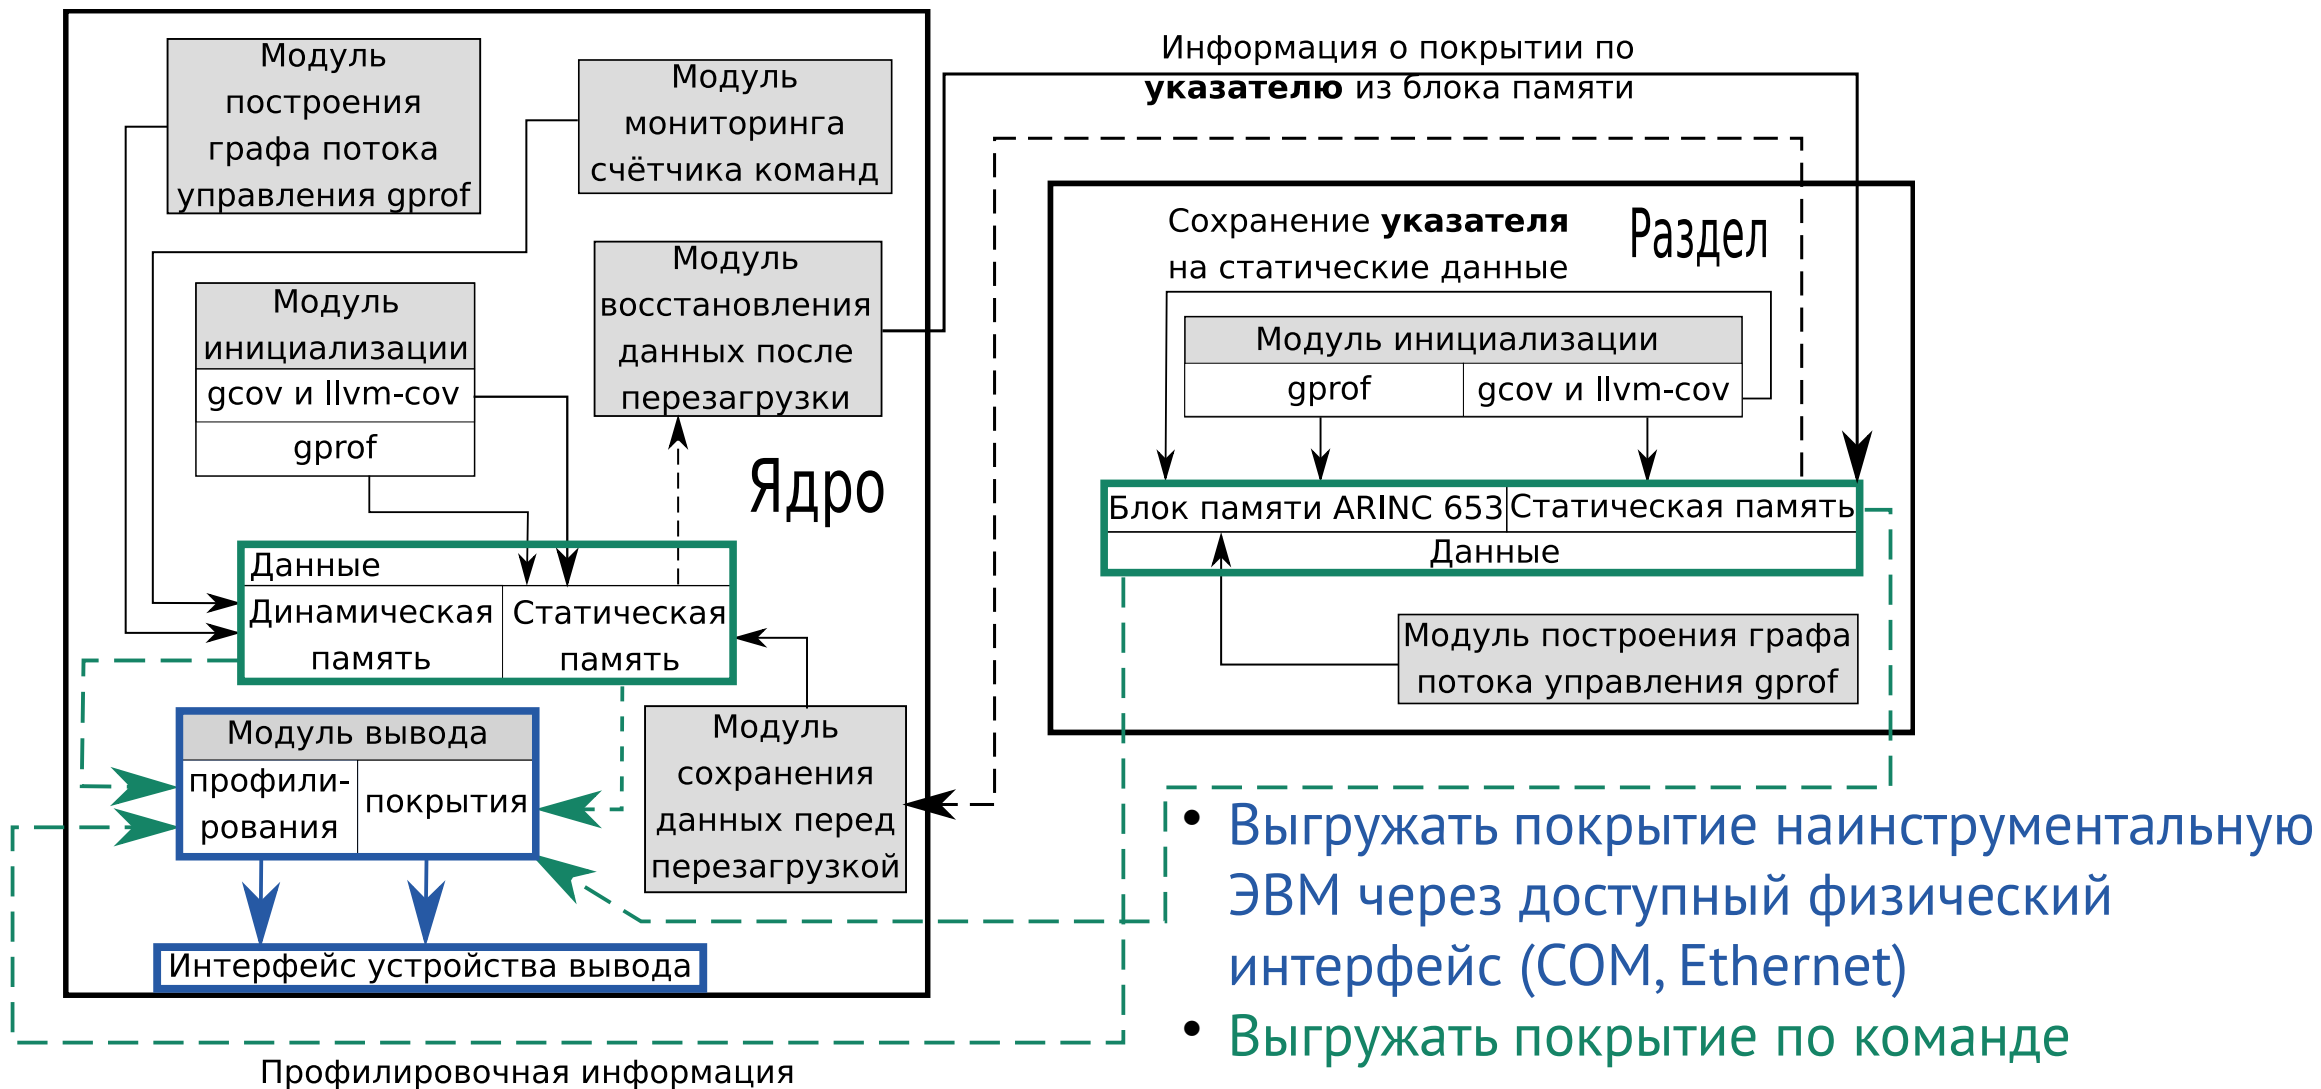 Модуль
построения
графа потока
управления gprof
Модуль
мониторинга
счётчика команд
Информация о покрытии по
указателю из блока памяти
Модуль
инициализации
gcov и llvm-cov
gprof
Модуль
восстановления
данных после
перезагрузки
Ядро
Сохранение указателя
на статические данные
Раздел
Модуль инициализации
gprof
gcov и llvm-cov
Блок памяти ARINC 653
Статическая память
Данные
Модуль построения графа
потока управления gprof
Данные
Динамическая
память
Статическая
память
Модуль вывода
профили-
рования
покрытия
Модуль
сохранения
данных перед
перезагрузкой
Интерфейс устройства вывода
Профилировочная информация
• Выгружать покрытие наинструментальную
ЭВМ через доступный физический
интерфейс (COM, Ethernet)
• Выгружать покрытие по команде